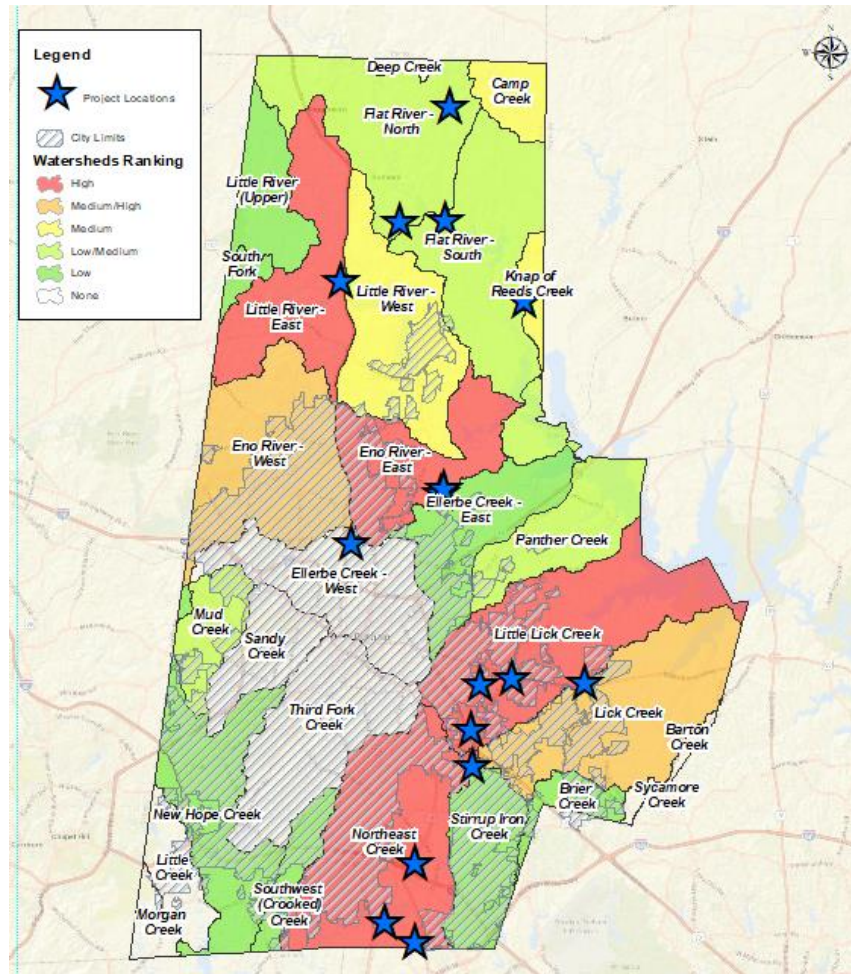 Legend
Project Locations
City Limits
Watersheds Ranking
High
Medium/High
Medium
Low/Medium
Low
None
W
Deep Creek
Camp
Creek
Flat River -
North
Little River
(Upper)
Flat River -
South
South
Fork
Knap of
Reeds Creek
Little River -
West
Little River -
East
Eno River -
West
Eno River -
East
Ellerbe Creek -
East
Panther Creek
Ellerbe Creek -
West
Mud
Creek
Sandy
Creek
Little Lick Creek
Third Fork
Creek
Lick Creek
Barton
Creek
Brier
Creek
Sycamore
Creek
New Hope Creek
Stirrup Iron
Creek
Northeast
Creek
Little
Creek
Southwest
(Crooked)
Creek
Morgan
Creek